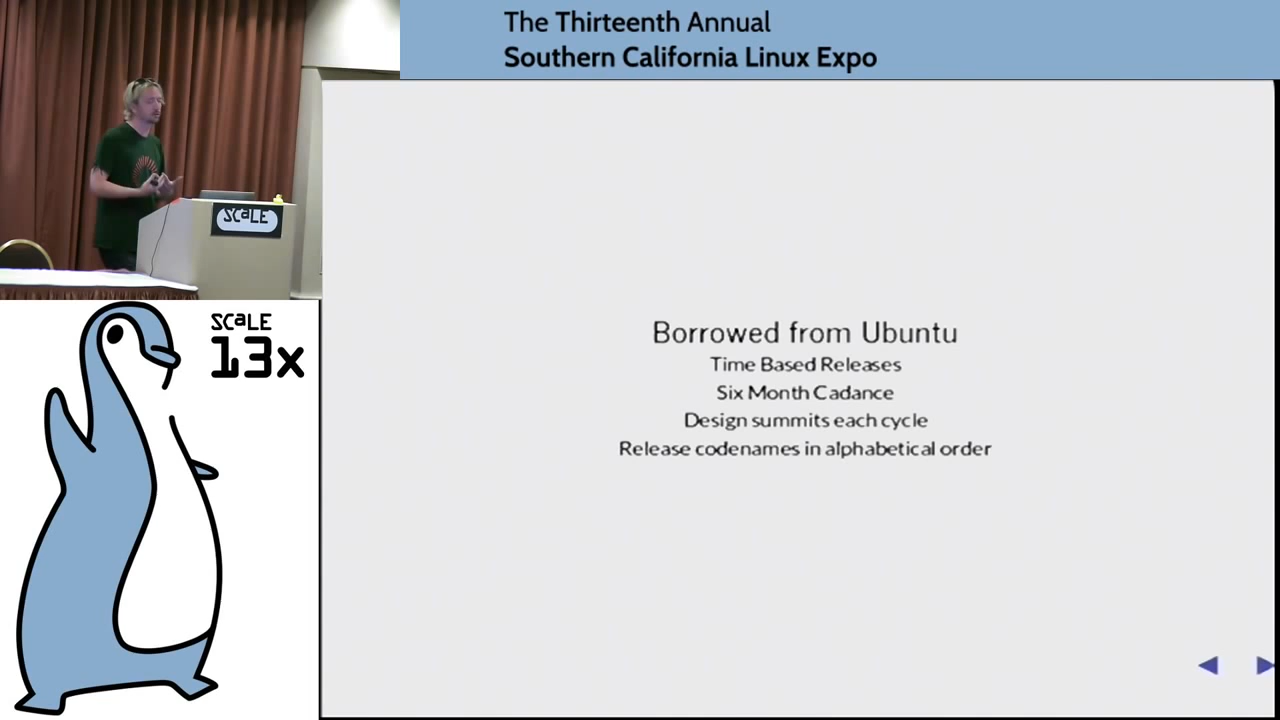 The Thirteenth Annual
Southern California Linux Expo
SCaLE
SCaLE
13x
Borrowed from Ubuntu
Time Based Releases
Six Month Cadance
Design summits each cycle
Release codenames in alphabetical order